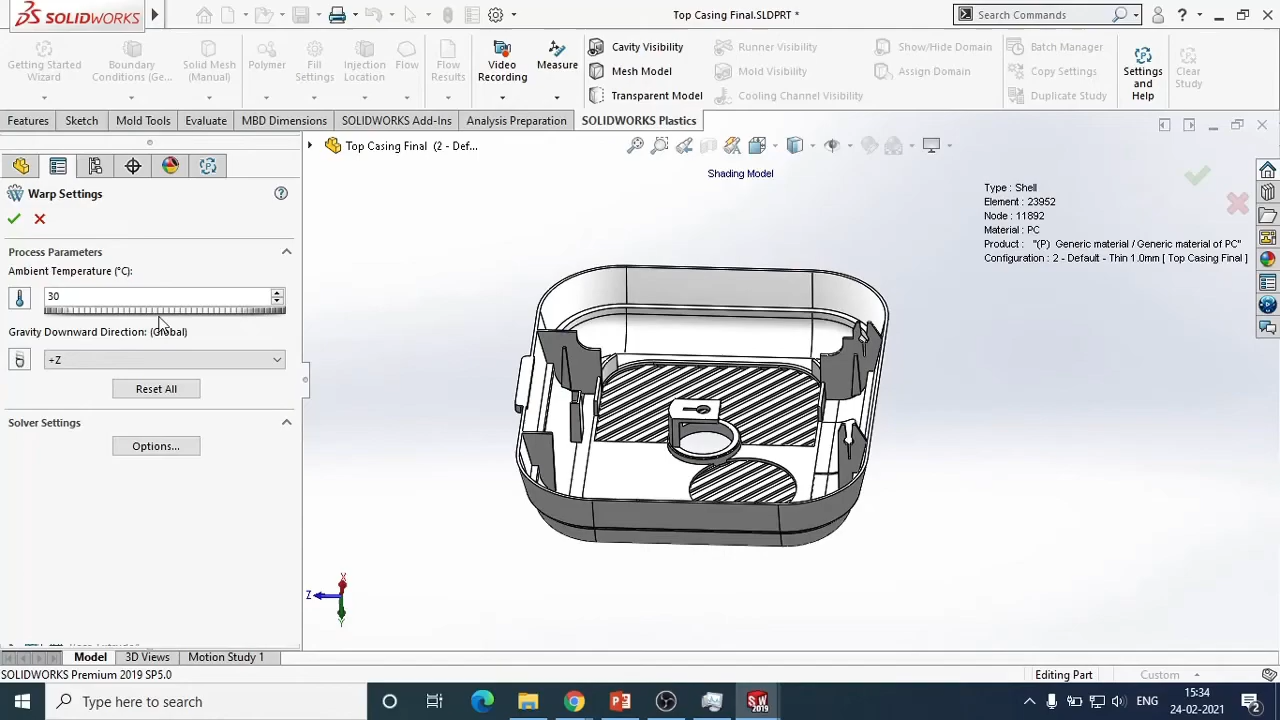 SOLIDWORKS
Top Casing Final.SLDPRT *
Search Commands
Getting Started Wizard
Boundary Conditions (Ge...
Solid Mesh (Manual)
Polymer
Fill Settings
Injection Location
Flow
Flow Results
Video Recording
Measure
Cavity Visibility
Mesh Model
Transparent Model
Runner Visibility
Mold Visibility
Cooling Channel Visibility
Show/Hide Domain
Assign Domain
Batch Manager
Copy Settings
Duplicate Study
Settings and Help
Clear Study
Features
Sketch
Mold Tools
Evaluate
MBD Dimensions
SOLIDWORKS Add-Ins
Analysis Preparation
SOLIDWORKS Plastics
Top Casing Final (2 - Def...
Shading Model
Warp Settings
Process Parameters
Ambient Temperature (°C):
30
Gravity Downward Direction: (Global)
+Z
Reset All
Solver Settings
Options...
Type : Shell
Element : 23952
Node : 11892
Material : PC
Product : "(P) Generic material / Generic material of PC"
Configuration : 2 - Default - Thin 1.0mm [ Top Casing Final ]
X
Z
Y
Model
3D Views
Motion Study 1
SOLIDWORKS Premium 2019 SP5.0
Editing Part
Custom
Type here to search
SW
2019
ENG
15:34
24-02-2021
2